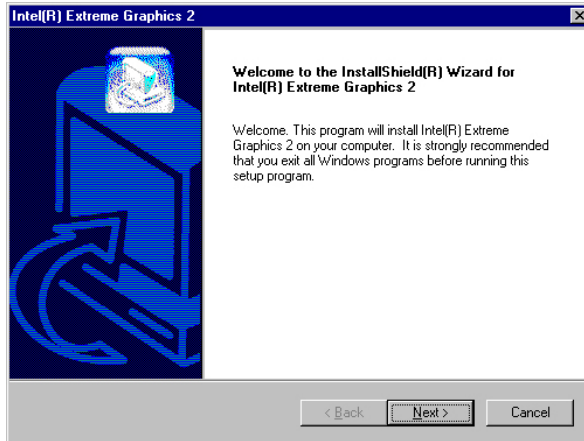 Intel(R) Extreme Graphics 2
Welcome to the InstallShield(R) Wizard for
Intel(R) Extreme Graphics 2
Welcome. This program will install Intel(R) Extreme
Graphics 2 on your computer. It is strongly recommended
that you exit all Windows programs before running this
setup program.
< Back Next > Cancel